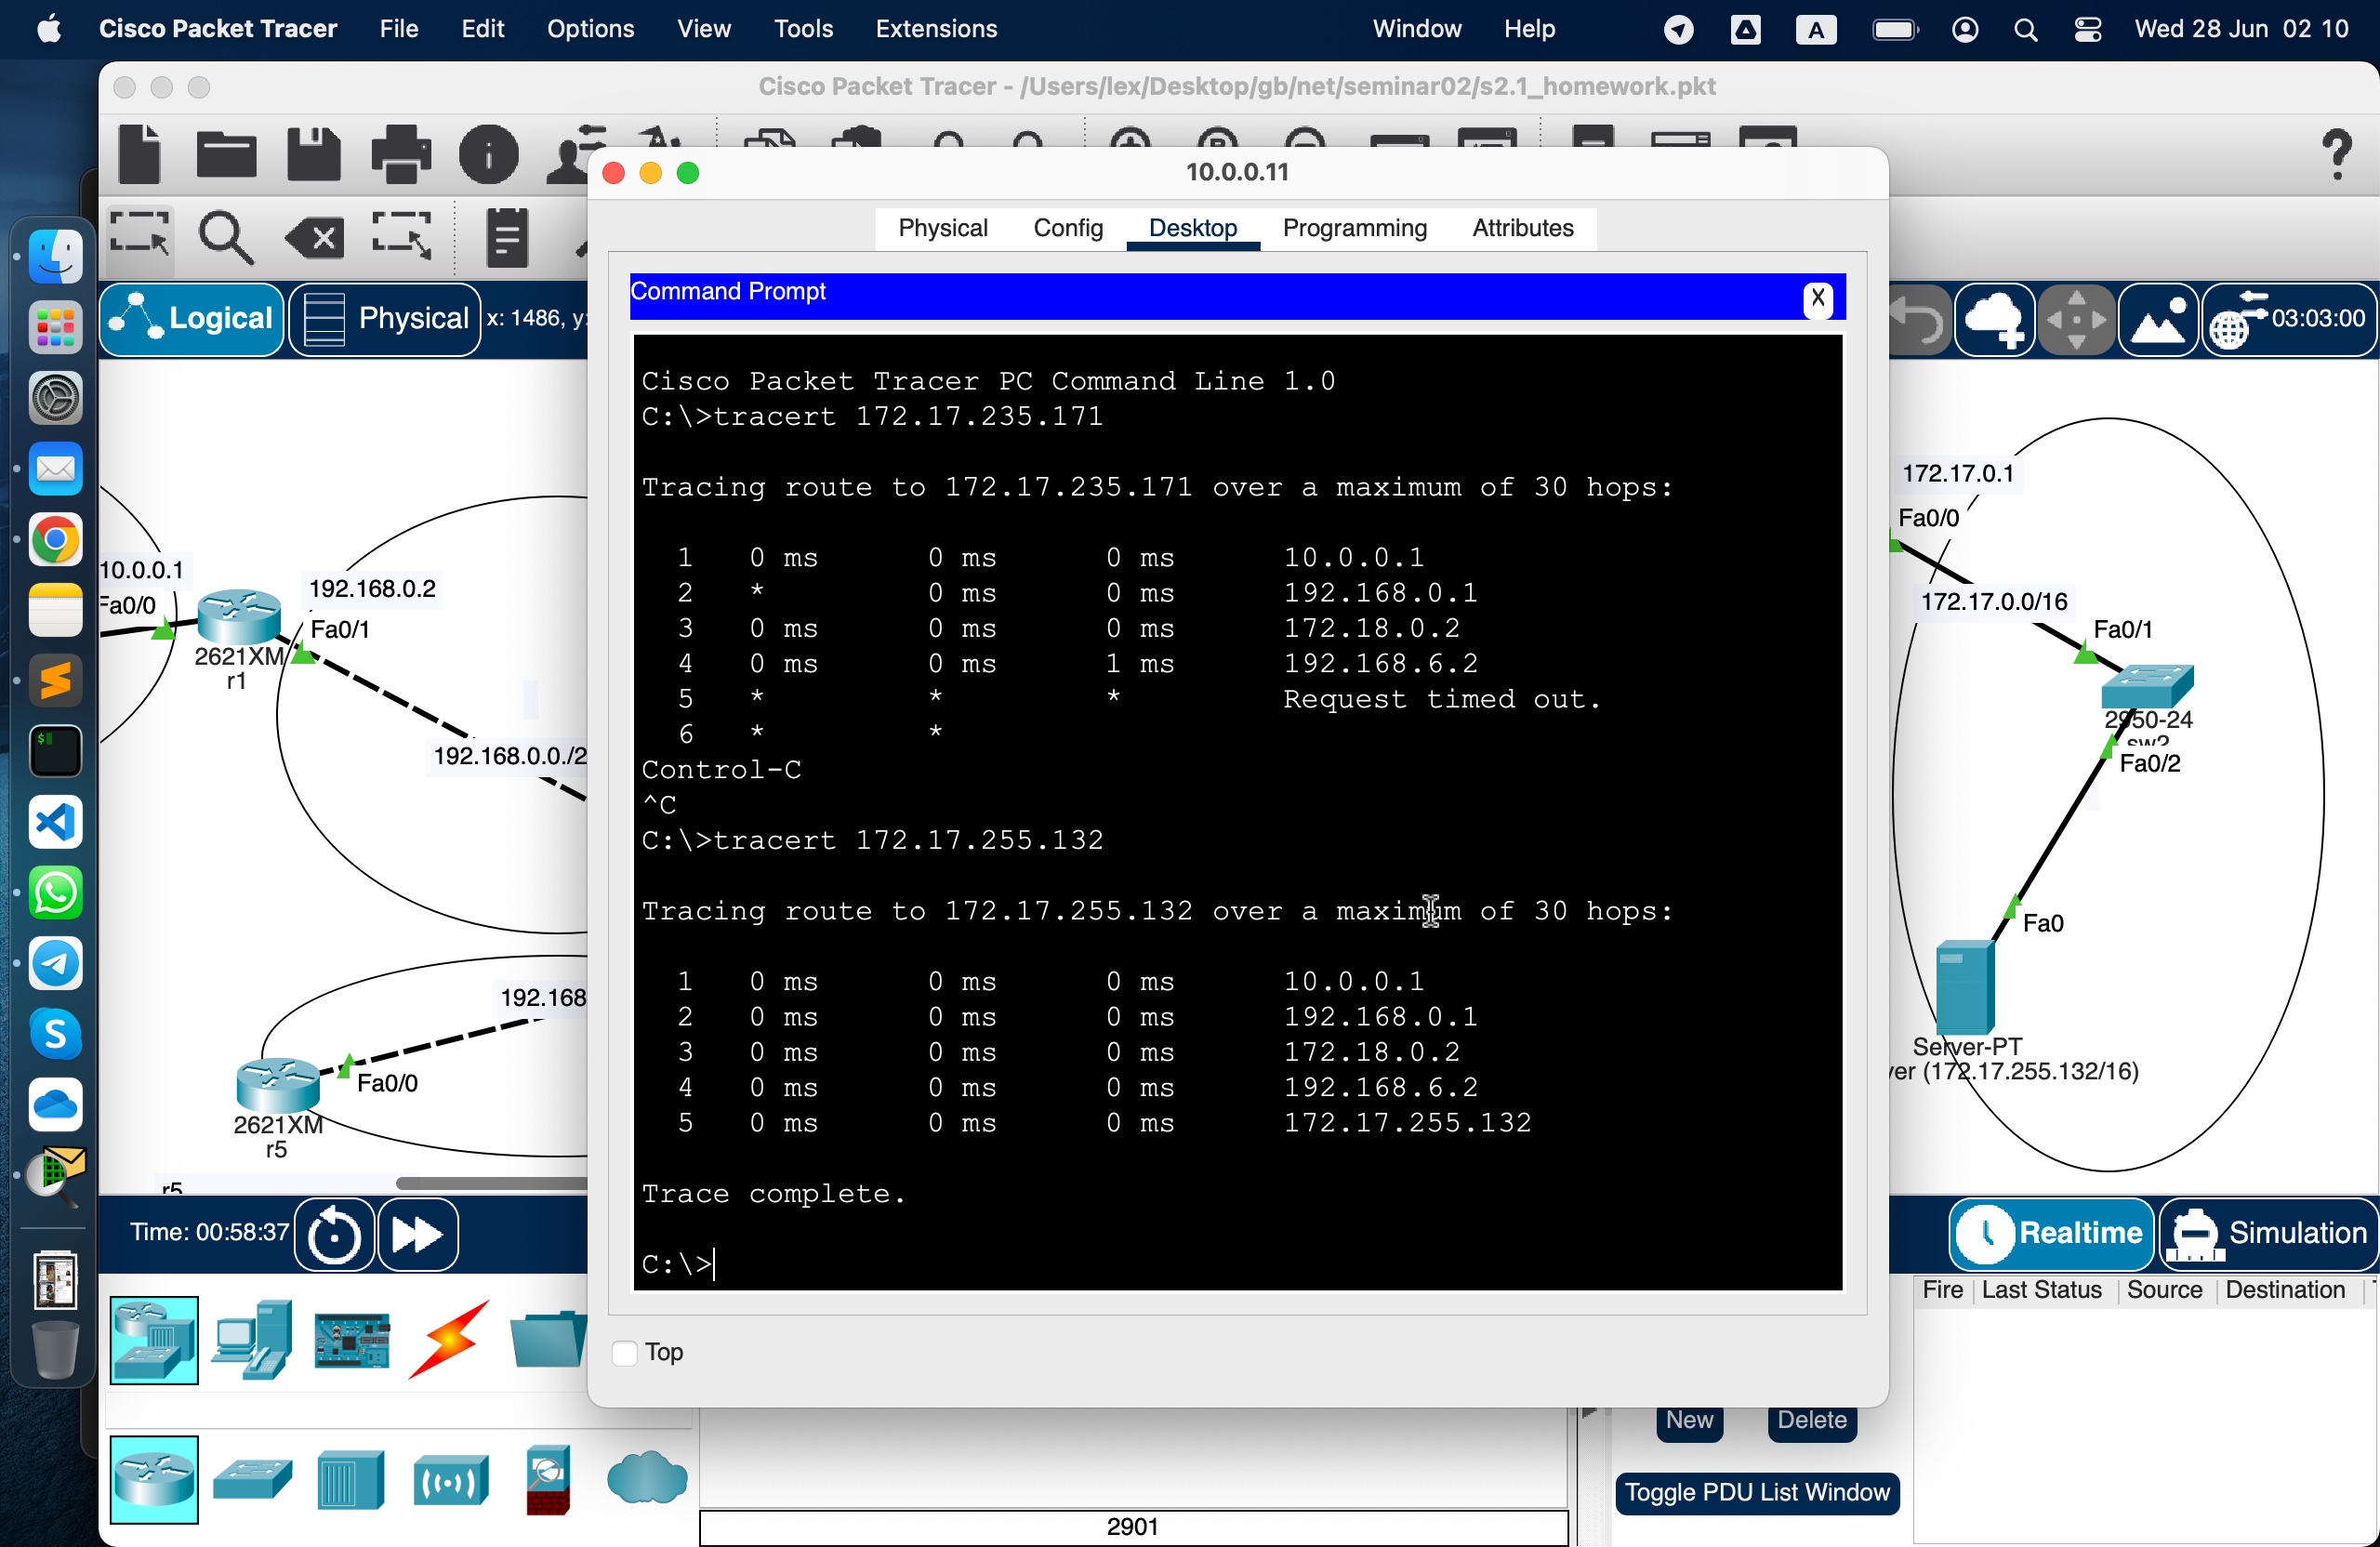 Cisco Packet Tracer File Edit Options View Tools Extensions Window Help A Wed 28 Jun 02 10
Cisco Packet Tracer - /Users/lex/Desktop/gb/net/seminar02/s2.1_homework.pkt
10.0.0.11
Physical Config Desktop Programming Attributes
Command Prompt X
Logical Physical x: 1486, y: 03:03:00
Cisco Packet Tracer PC Command Line 1.0
C:\>tracert 172.17.235.171
Tracing route to 172.17.235.171 over a maximum of 30 hops:
1 0 ms 0 ms 0 ms 10.0.0.1
2 * 0 ms 0 ms 192.168.0.1
3 0 ms 0 ms 172.18.0.2
4 0 ms 0 ms 1 ms 192.168.6.2
5 * * * Request timed out.
6 * *
Control-C
^C
C:\>tracert 172.17.255.132
Tracing route to 172.17.255.132 over a maximum of 30 hops:
1 0 ms 0 ms 0 ms 10.0.0.1
2 0 ms 0 ms 0 ms 192.168.0.1
3 0 ms 0 ms 0 ms 172.18.0.2
4 0 ms 0 ms 0 ms 192.168.6.2
5 0 ms 0 ms 0 ms 172.17.255.132
Trace complete.
C:\>
Top
10.0.0.1
Fa0/0
192.168.0.2
Fa0/1
2621XM
r1
192.168.0.0./2
192.168
Fa0/0
2621XM
r5
r5
172.17.0.1
Fa0/0
172.17.0.0/16
Fa0/1
2950-24
sw2
Fa0/2
Fa0
Server-PT
ver (172.17.255.132/16)
Time: 00:58:37
Realtime Simulation
Fire Last Status Source Destination
New Delete
Toggle PDU List Window
2901